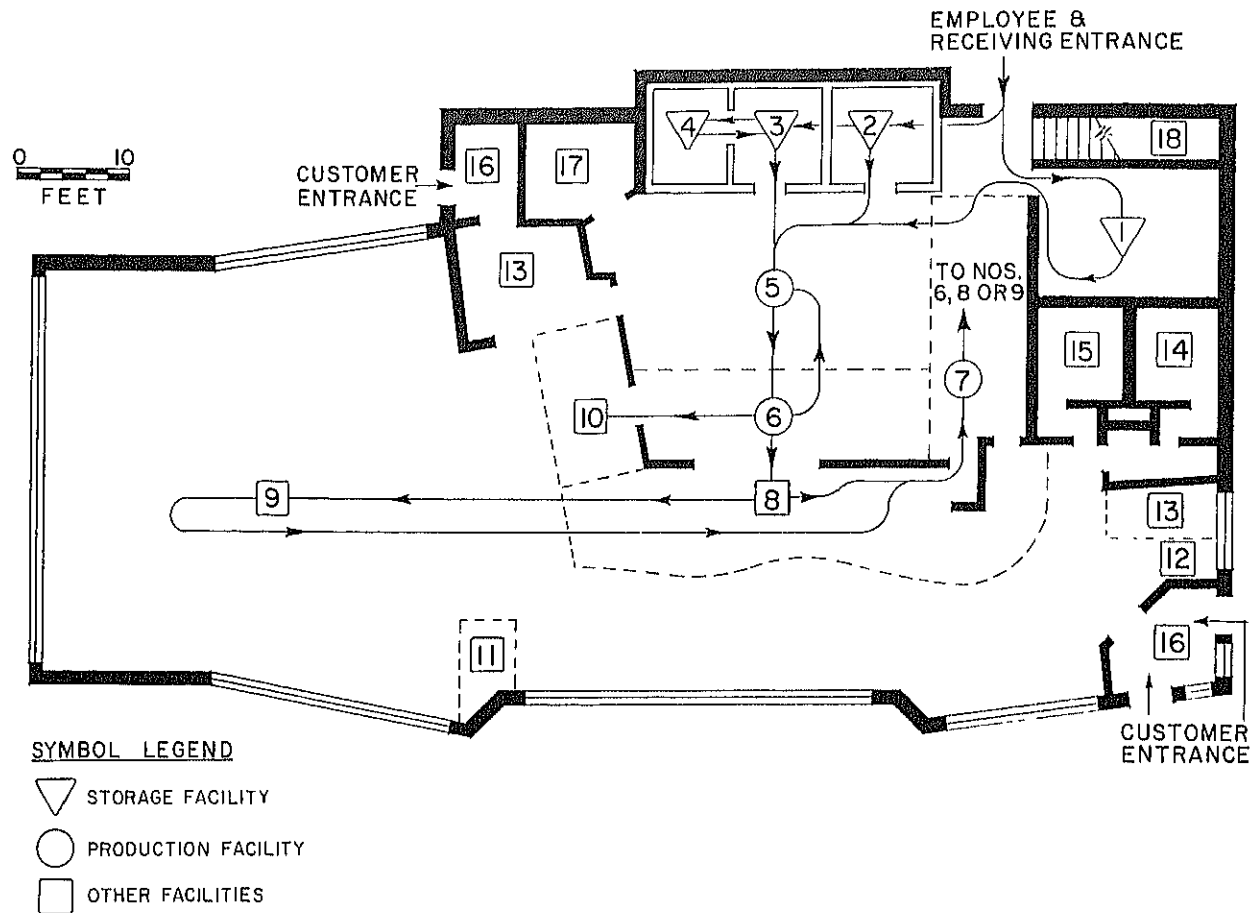 EMPLOYEE &
RECEIVING ENTRANCE
0 10
FEET
CUSTOMER
ENTRANCE
16
17
4
3
2
18
1
13
5
TO NOS.
6, 8 OR 9
15
14
7
10
6
9
8
13
12
11
16
CUSTOMER
ENTRANCE
SYMBOL LEGEND
STORAGE FACILITY
PRODUCTION FACILITY
OTHER FACILITIES